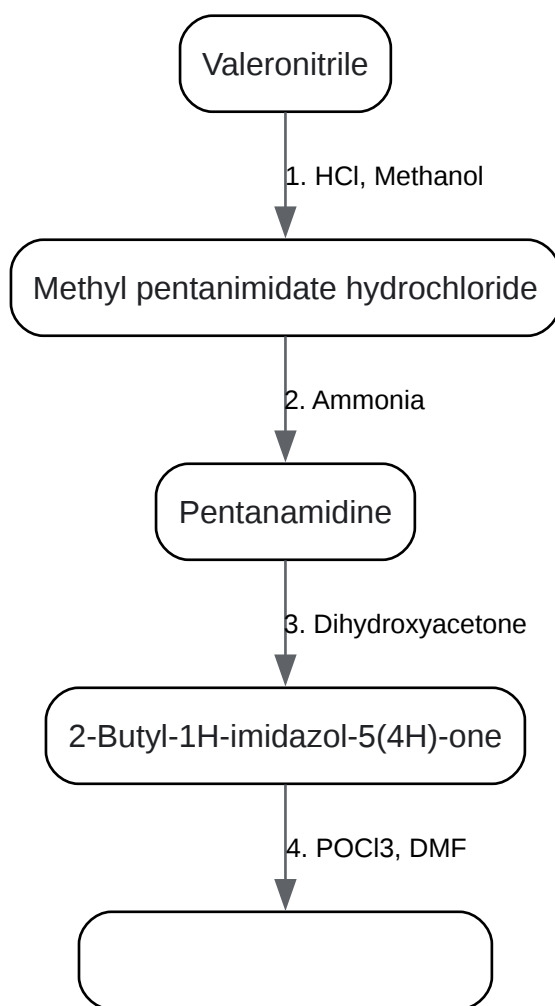 Valeronitrile
1. HCl, Methanol
Methyl pentanimidate hydrochloride
2. Ammonia
Pentanamidine
3. Dihydroxyacetone
2-Butyl-1H-imidazol-5(4H)-one
4. POCl3, DMF